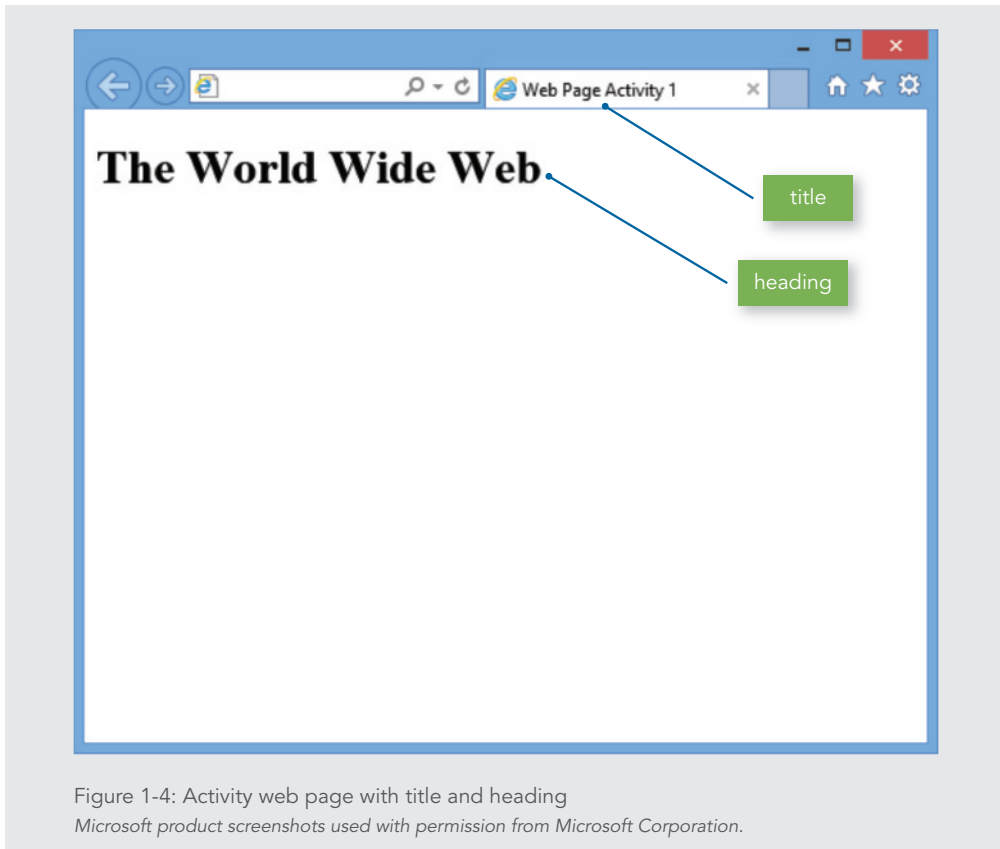 Web Page Activity 1
The World Wide Web
title
heading
Figure 1-4: Activity web page with title and heading
Microsoft product screenshots used with permission from Microsoft Corporation.